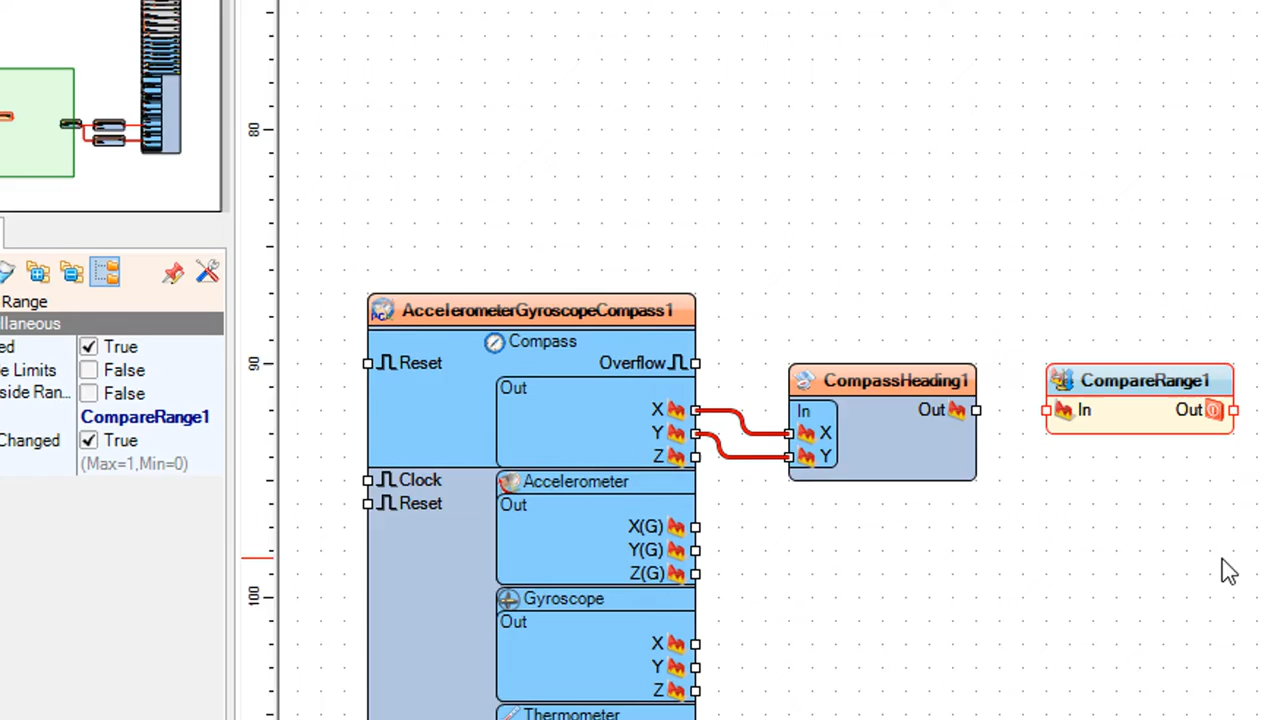 80
90
100
Range
llaneous
ed True
e Limits False
side Ran... False
CompareRange1
Changed True
(Max=1,Min=0)
AccelerometerGyroscopeCompass1
Compass
Reset Overflow
Out
X
Y
Z
Clock
Reset
Accelerometer
Out
X(G)
Y(G)
Z(G)
Gyroscope
Out
X
Y
Z
Thermometer
CompassHeading1
In Out
X
Y
CompareRange1
In Out